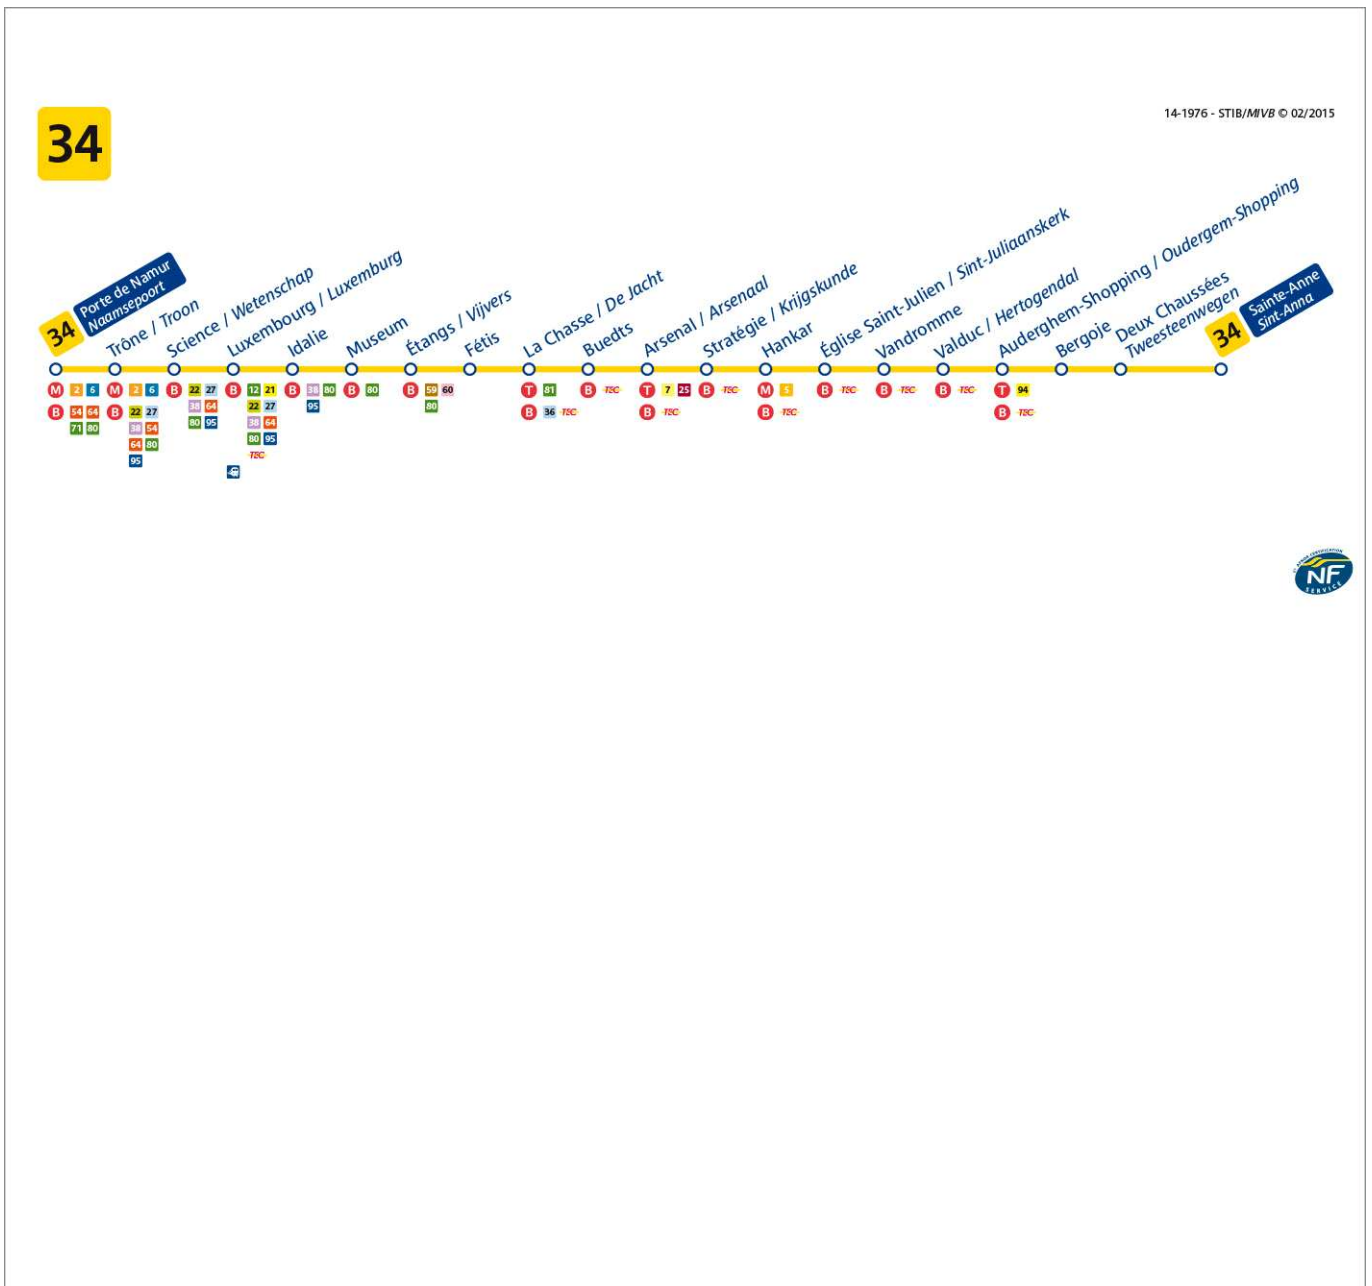 14-1976 - STIB/MIVB © 02/2015
34
34
Porte de Namur
Naamsepoort
Trône / Troon
Science / Wetenschap
Luxembourg / Luxemburg
Idalie
Museum
Étangs / Vijvers
Fétis
La Chasse / De Jacht
Buedts
Arsenal / Arsenaal
Stratégie / Krijgskunde
Hankar
Église Saint-Julien / Sint-Juliaanskerk
Vandromme
Valduc / Hertogendal
Auderghem-Shopping / Oudergem-Shopping
Bergoje
Deux Chaussées
Tweesteenwegen
34
Sainte-Anne
Sint-Anna
M 2 6
B 54 64
71 80
M 2 6
B 22 27
38 54
64 80
95
B 22 27
38 64
80 95
B 12 21
22 27
38 64
80 95
TEC
B 38 80
95
B 80
B 59 60
80
T 81
B 36 TEC
B TEC
T 7 25
B TEC
B TEC
M 5
B TEC
B TEC
B TEC
B TEC
T 94
B TEC
NF
SERVICE